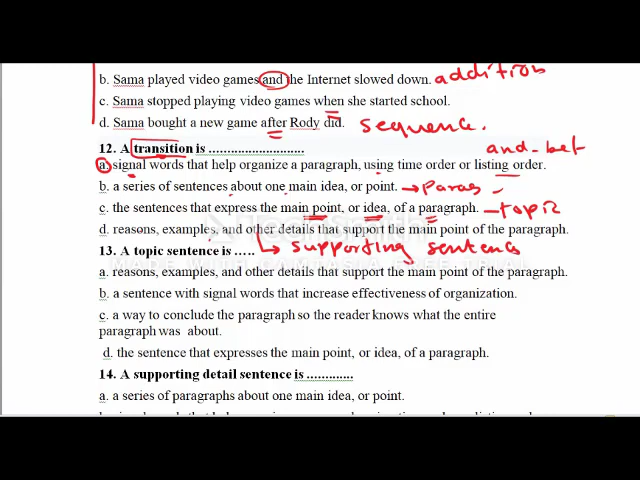 b. Sama played video games and the Internet slowed down. addition
c. Sama stopped playing video games when she started school.
d. Sama bought a new game after Rody did. sequence.
12. A transition is ............................ and - bef
a. signal words that help organize a paragraph, using time order or listing order.
b. a series of sentences about one main idea, or point. → Parag
c. the sentences that express the main point, or idea, of a paragraph. – topic
d. reasons, examples, and other details that support the main point of the paragraph.
↳ supporting sentence
13. A topic sentence is .....
a. reasons, examples, and other details that support the main point of the paragraph.
b. a sentence with signal words that increase effectiveness of organization.
c. a way to conclude the paragraph so the reader knows what the entire
paragraph was about.
d. the sentence that expresses the main point, or idea, of a paragraph.
14. A supporting detail sentence is .............
a. a series of paragraphs about one main idea, or point.